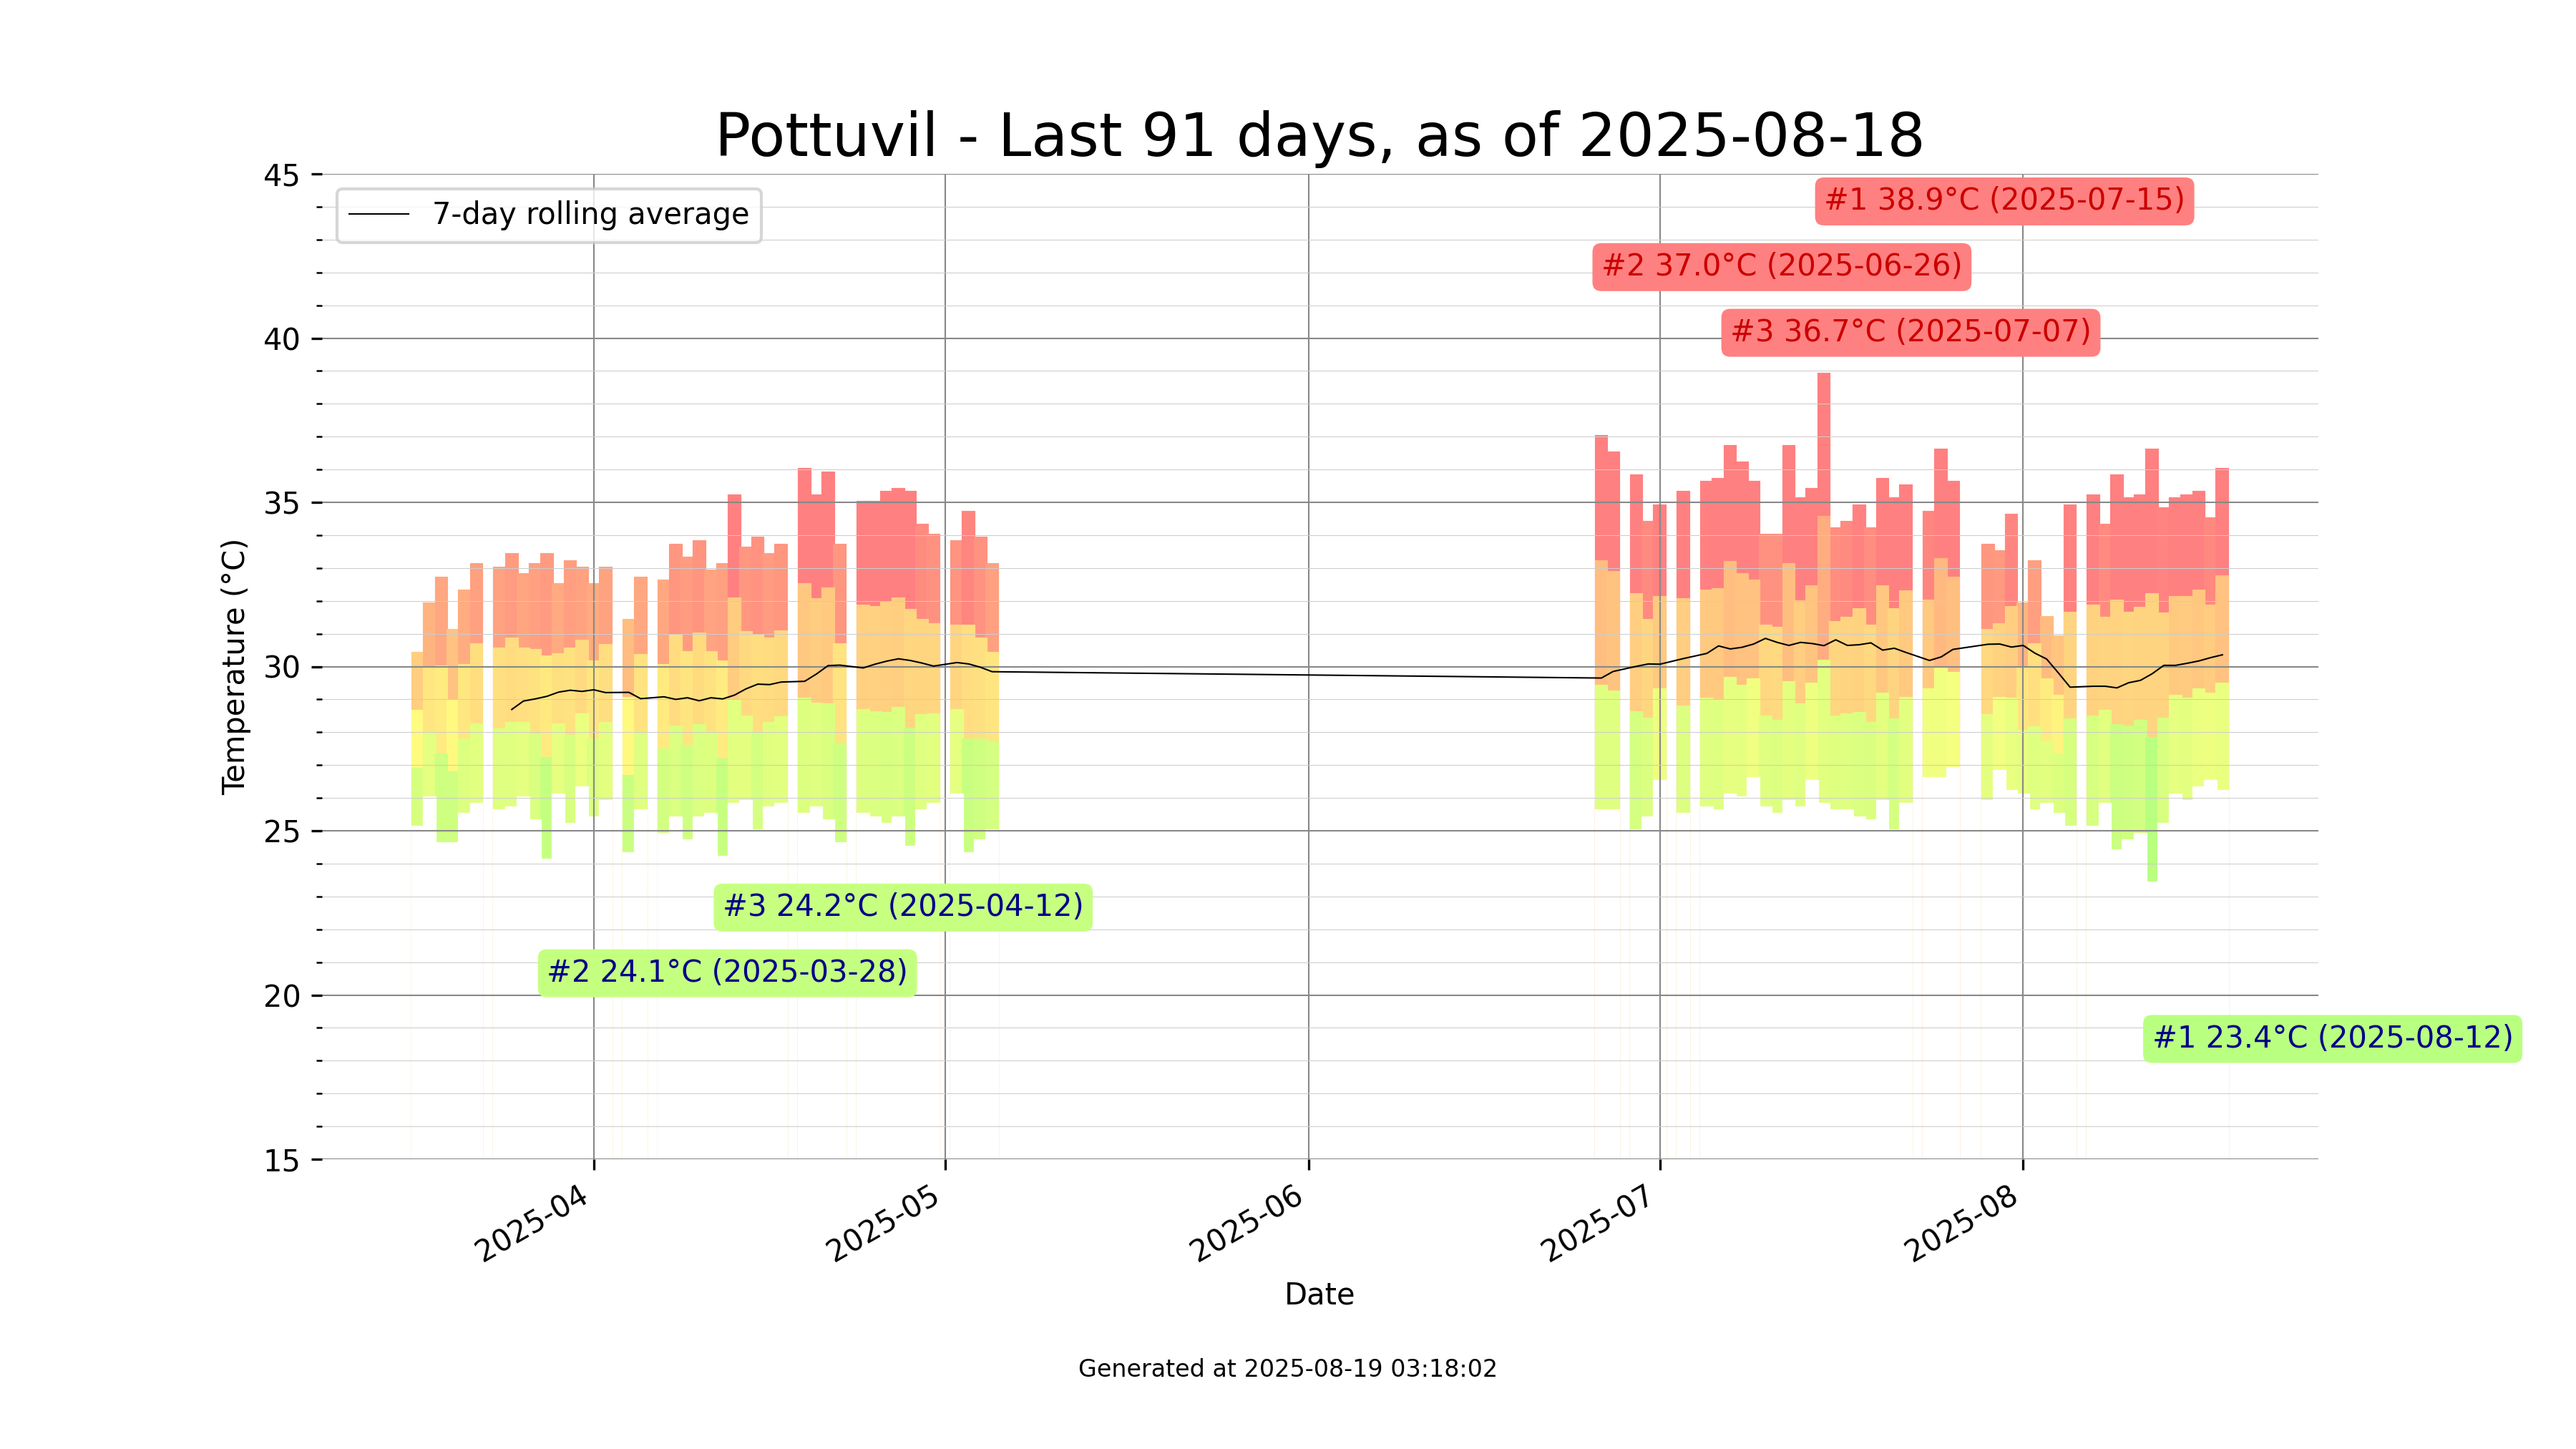 Pottuvil - Last 91 days, as of 2025-08-18
45
40
35
30
25
20
15
Temperature (°C)
7-day rolling average
#1 38.9°C (2025-07-15)
#2 37.0°C (2025-06-26)
#3 36.7°C (2025-07-07)
#3 24.2°C (2025-04-12)
#2 24.1°C (2025-03-28)
#1 23.4°C (2025-08-12)
2025-04
2025-05
2025-06
2025-07
2025-08
Date
Generated at 2025-08-19 03:18:02